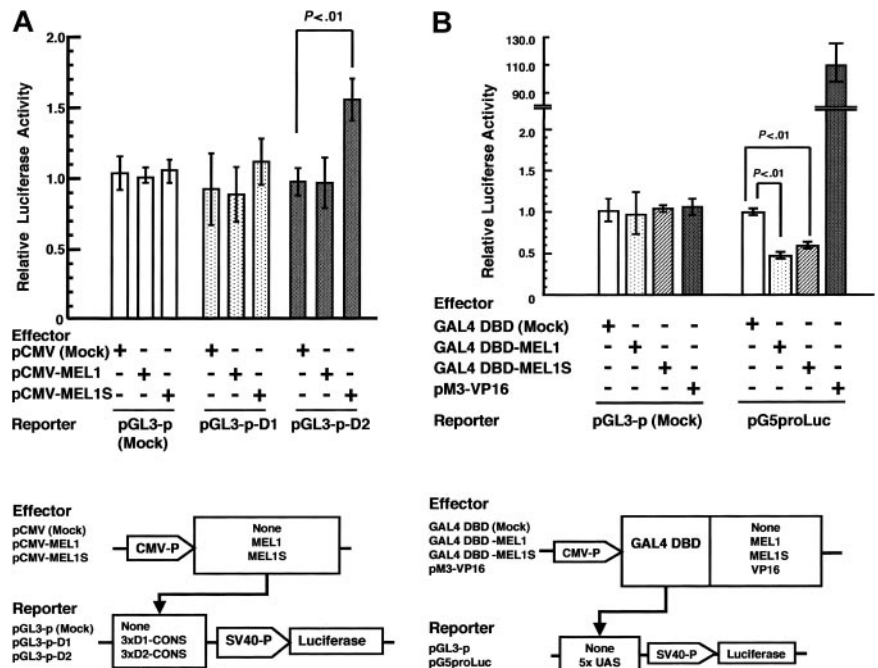 A
P<.01
Relative Luciferase Activity
2.0
1.5
1.0
0.5
0
Effector
pCMV (Mock) + - - + - - + - -
pCMV-MEL1 - + - - + - - + -
pCMV-MEL1S - - + - - + - - +
Reporter pGL3-p (Mock) pGL3-p-D1 pGL3-p-D2
B
130.0
110.0
90.0
2.0
1.5
1.0
0.5
0
Relative Luciferse Activity
P<.01
P<.01
Effector
GAL4 DBD (Mock) + - - - + - - -
GAL4 DBD-MEL1 - + - - - + - -
GAL4 DBD-MEL1S - - + - - - + -
pM3-VP16 - - - + - - - +
Reporter pGL3-p (Mock) pG5proLuc
Effector
pCMV (Mock)
pCMV-MEL1
pCMV-MEL1S
CMV-P
None
MEL1
MEL1S
Reporter
pGL3-p (Mock)
pGL3-p-D1
pGL3-p-D2
None
3xD1-CONS
3xD2-CONS
SV40-P
Luciferase
Effector
GAL4 DBD (Mock)
GAL4 DBD -MEL1
GAL4 DBD -MEL1S
pM3-VP16
CMV-P
GAL4 DBD
None
MEL1
MEL1S
VP16
Reporter
pGL3-p
pG5proLuc
None
5x UAS
SV40-P
Luciferase